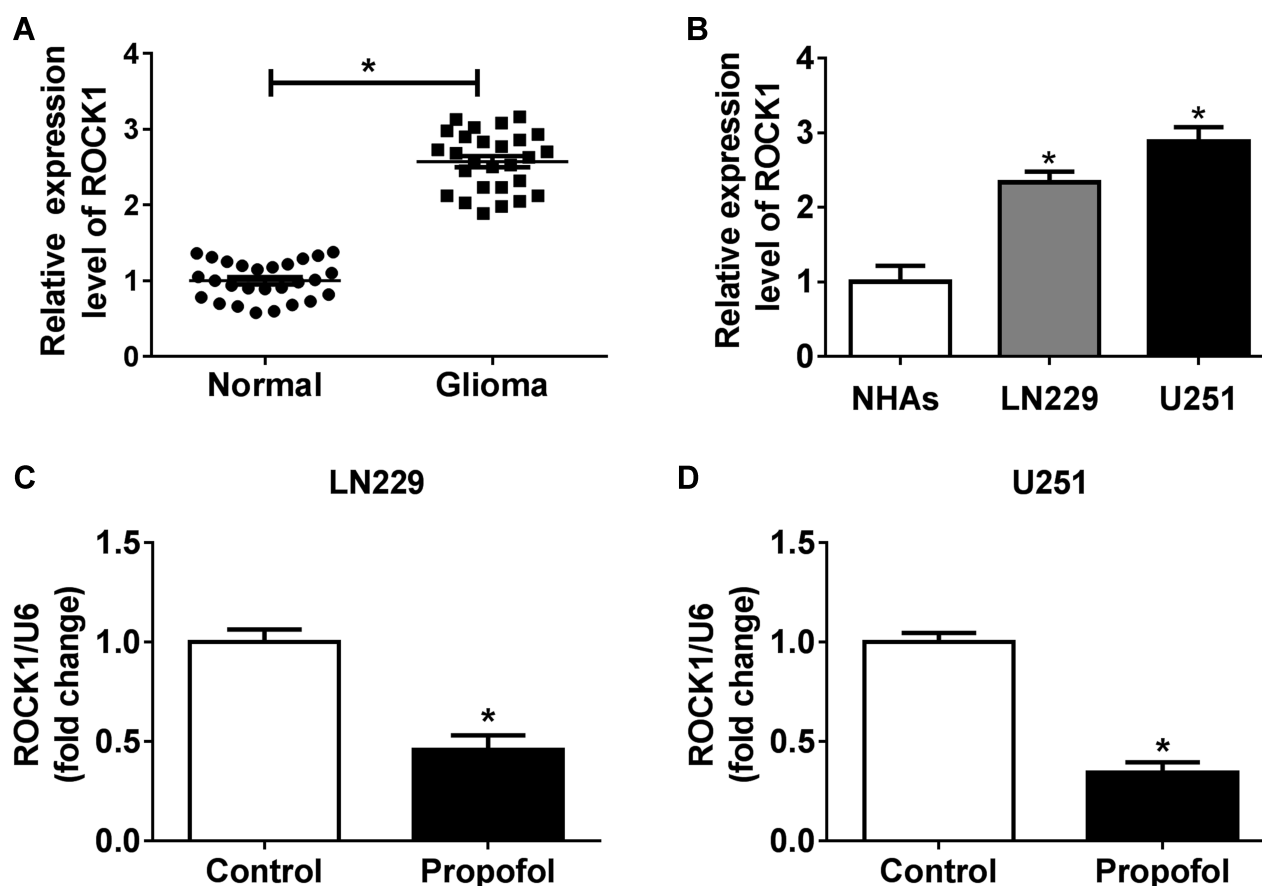 A
Relative expression
level of ROCK1
4
3
2
1
0
*
Normal
Glioma
B
Relative expression
level of ROCK1
4
3
2
1
0
*
*
NHAs
LN229
U251
C
LN229
ROCK1/U6
(fold change)
1.5
1.0
0.5
0.0
*
Control
Propofol
D
U251
ROCK1/U6
(fold change)
1.5
1.0
0.5
0.0
*
Control
Propofol